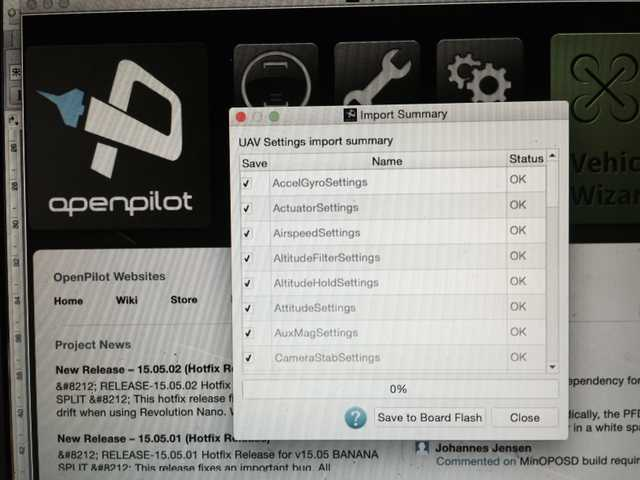 openpilot
Import Summary
UAV Settings import summary
Save Name Status
AccelGyroSettings OK
ActuatorSettings OK
AirspeedSettings OK
AltitudeFilterSettings OK
AltitudeHoldSettings OK
AttitudeSettings OK
AuxMagSettings OK
CameraStabSettings OK
0%
? Save to Board Flash Close
Vehic
Wizar
OpenPilot Websites
Home Wiki Store
Project News
New Release – 15.05.02 (Hotfix R
&#8212; RELEASE-15.05.02 Hotfix
SPLIT &#8212; This hotfix release
drift when using Revolution Nano. W
New Release – 15.05.01 (Hotfix Release)
&#8212; RELEASE-15.05.01 Hotfix Release for v15.05 BANANA
SPLIT &#8212; This release fixes an important bug. All
ependency for
dically, the PFD
r in a white spa
Johannes Jensen
Commented on MinOPOSD build requir